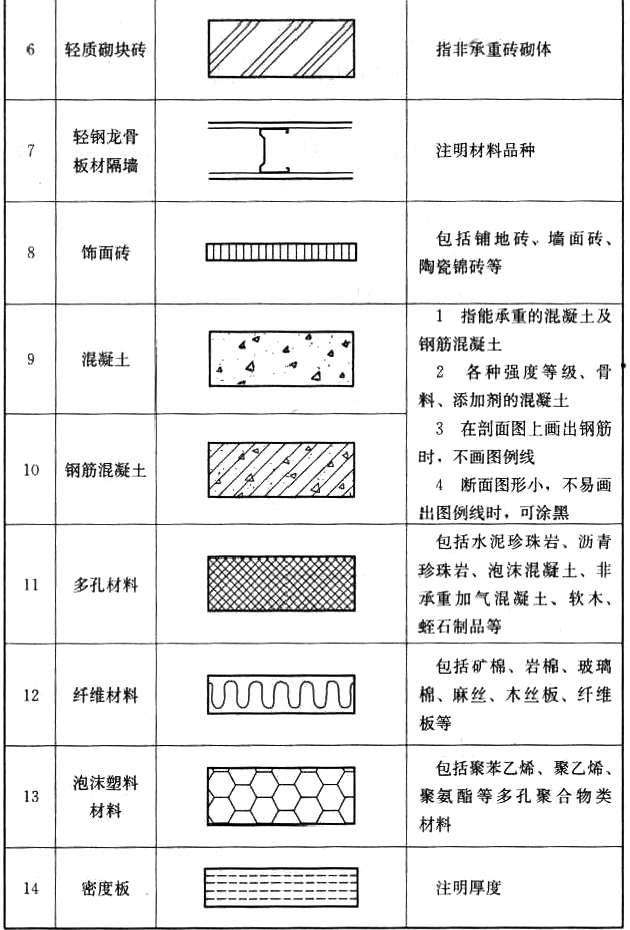 6
轻质砌块砖
指非承重砖砌体
7
轻钢龙骨
板材隔墙
注明材料品种
8
饰面砖
包括铺地砖、墙面砖、
陶瓷锦砖等
9
混凝土
1 指能承重的混凝土及
钢筋混凝土
2 各种强度等级、骨
料、添加剂的混凝土
3 在剖面图上画出钢筋
时，不画图例线
4 断面图形小，不易画
出图例线时，可涂黑
10
钢筋混凝土
11
多孔材料
包括水泥珍珠岩、沥青
珍珠岩、泡沫混凝土、非
承重加气混凝土、软木、
蛭石制品等
12
纤维材料
包括矿棉、岩棉、玻璃
棉、麻丝、木丝板、纤维
板等
13
泡沫塑料
材料
包括聚苯乙烯、聚乙烯、
聚氨酯等多孔聚合物类
材料
14
密度板
注明厚度